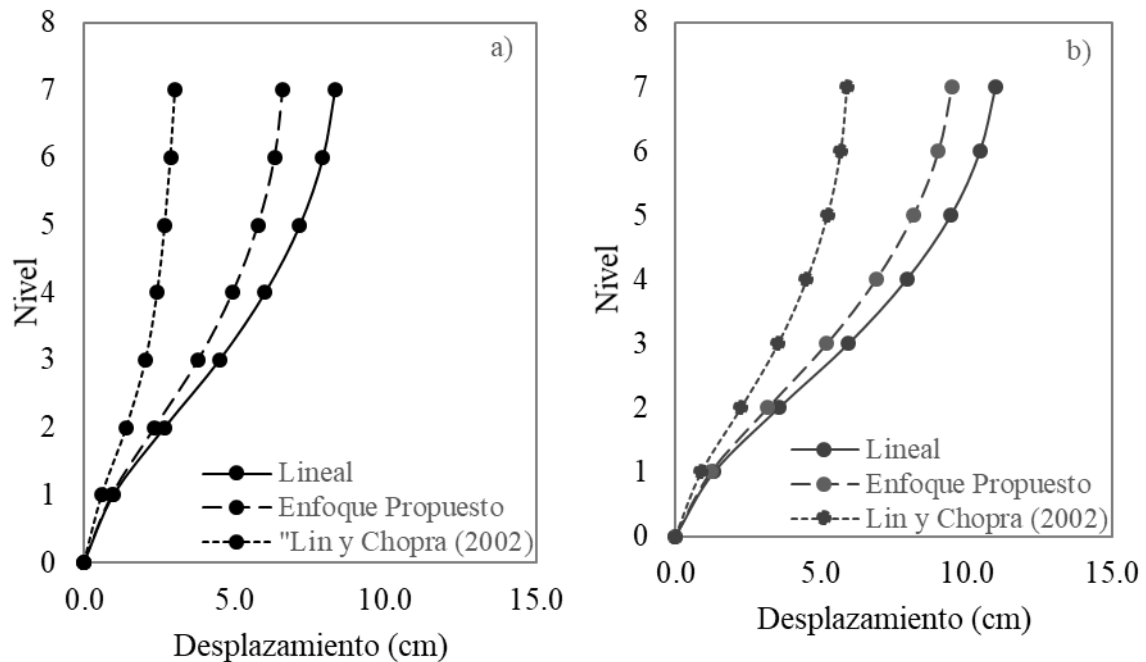 a)
8
7
6
5
4
3
2
1
0
Nivel
Lineal
Enfoque Propuesto
"Lin y Chopra (2002)
0.0 5.0 10.0 15.0
Desplazamiento (cm)
b)
8
7
6
5
4
3
2
1
0
Nivel
Lineal
Enfoque Propuesto
Lin y Chopra (2002)
0.0 5.0 10.0 15.0
Desplazamiento (cm)